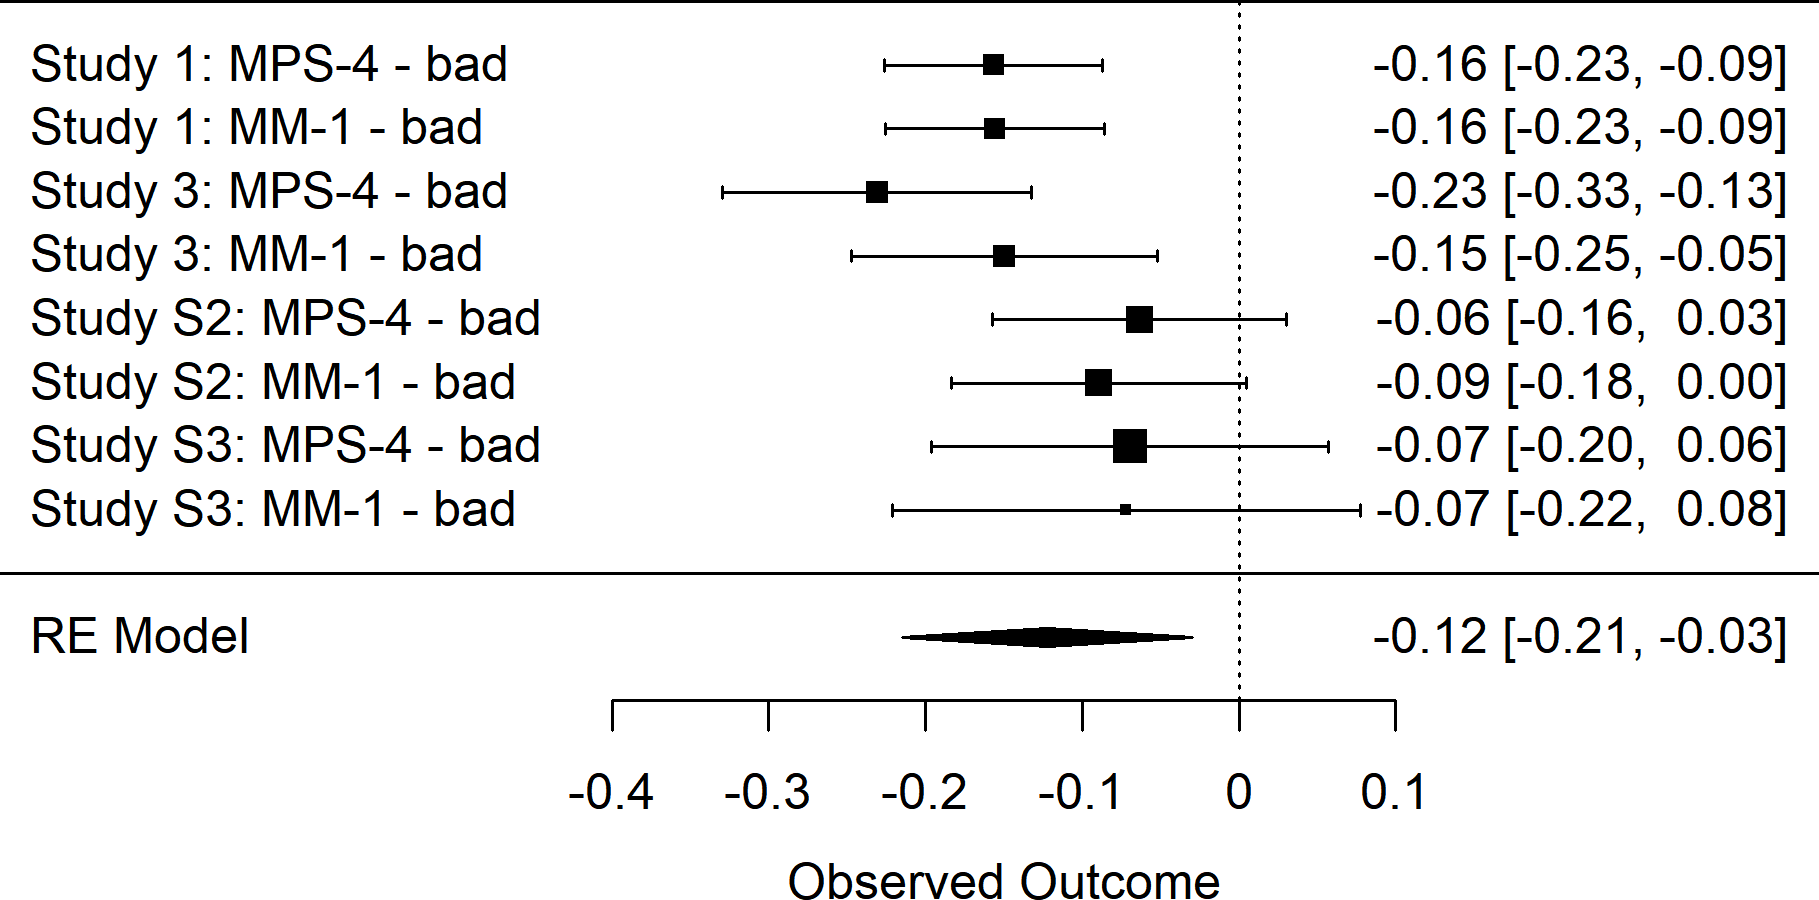 Study 1: MPS-4 - bad -0.16 [-0.23, -0.09]
Study 1: MM-1 - bad -0.16 [-0.23, -0.09]
Study 3: MPS-4 - bad -0.23 [-0.33, -0.13]
Study 3: MM-1 - bad -0.15 [-0.25, -0.05]
Study S2: MPS-4 - bad -0.06 [-0.16, 0.03]
Study S2: MM-1 - bad -0.09 [-0.18, 0.00]
Study S3: MPS-4 - bad -0.07 [-0.20, 0.06]
Study S3: MM-1 - bad -0.07 [-0.22, 0.08]
RE Model -0.12 [-0.21, -0.03]
-0.4 -0.3 -0.2 -0.1 0 0.1
Observed Outcome